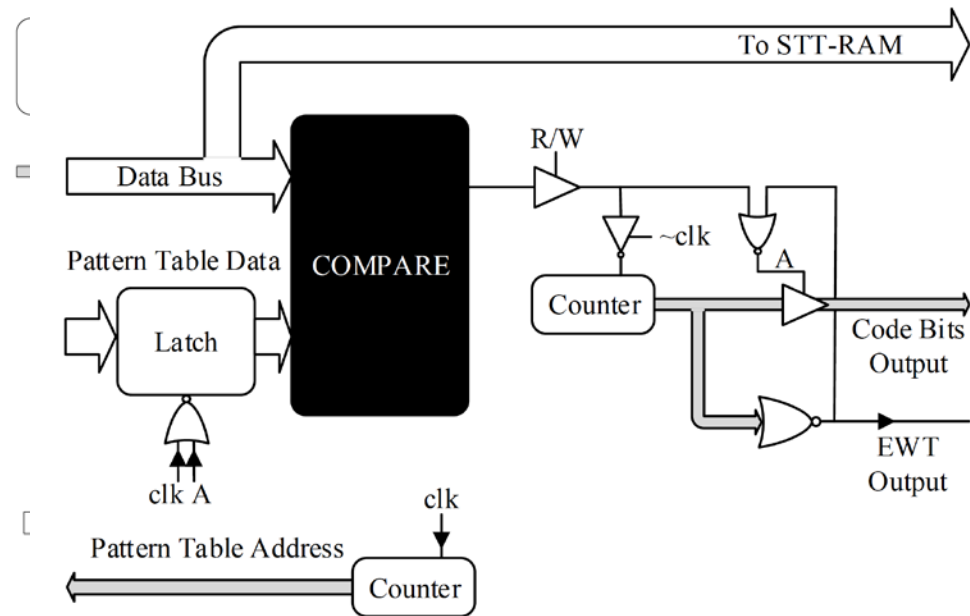 To STT-RAM
R/W
Data Bus
~clk
Pattern Table Data
COMPARE
A
Counter
Latch
Code Bits
Output
clk A
EWT
Output
clk
Pattern Table Address
Counter